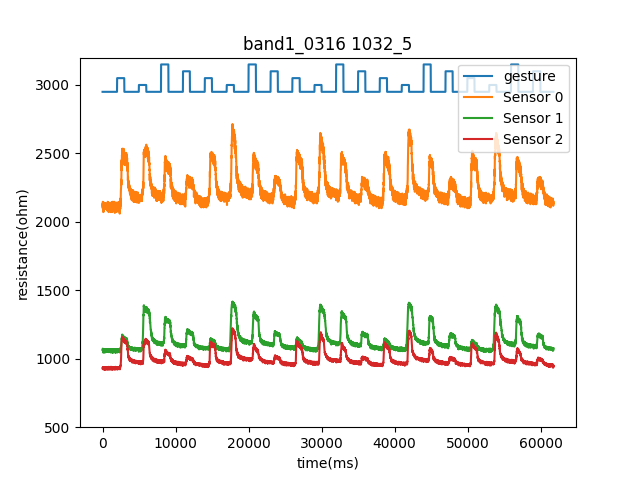 band1_0316 1032_5
gesture
Sensor 0
Sensor 1
Sensor 2
resistance(ohm)
3000
2500
2000
1500
1000
500
0 10000 20000 30000 40000 50000 60000
time(ms)